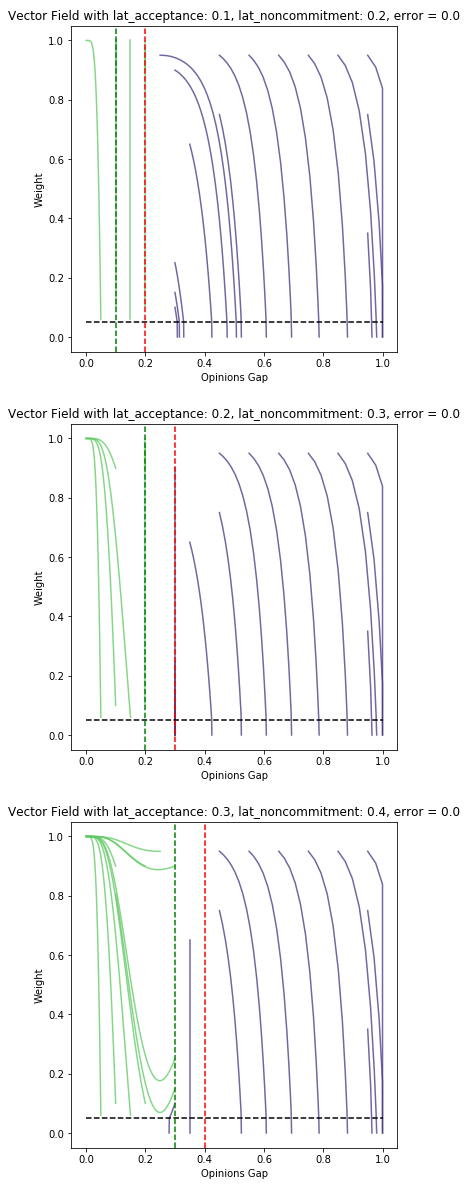 Vector Field with lat_acceptance: 0.1, lat_noncommitment: 0.2, error = 0.0
1.0
0.8
0.6
0.4
0.2
0.0
Weight
0.0 0.2 0.4 0.6 0.8 1.0
Opinions Gap
Vector Field with lat_acceptance: 0.2, lat_noncommitment: 0.3, error = 0.0
1.0
0.8
0.6
0.4
0.2
0.0
Weight
0.0 0.2 0.4 0.6 0.8 1.0
Opinions Gap
Vector Field with lat_acceptance: 0.3, lat_noncommitment: 0.4, error = 0.0
1.0
0.8
0.6
0.4
0.2
0.0
Weight
0.0 0.2 0.4 0.6 0.8 1.0
Opinions Gap